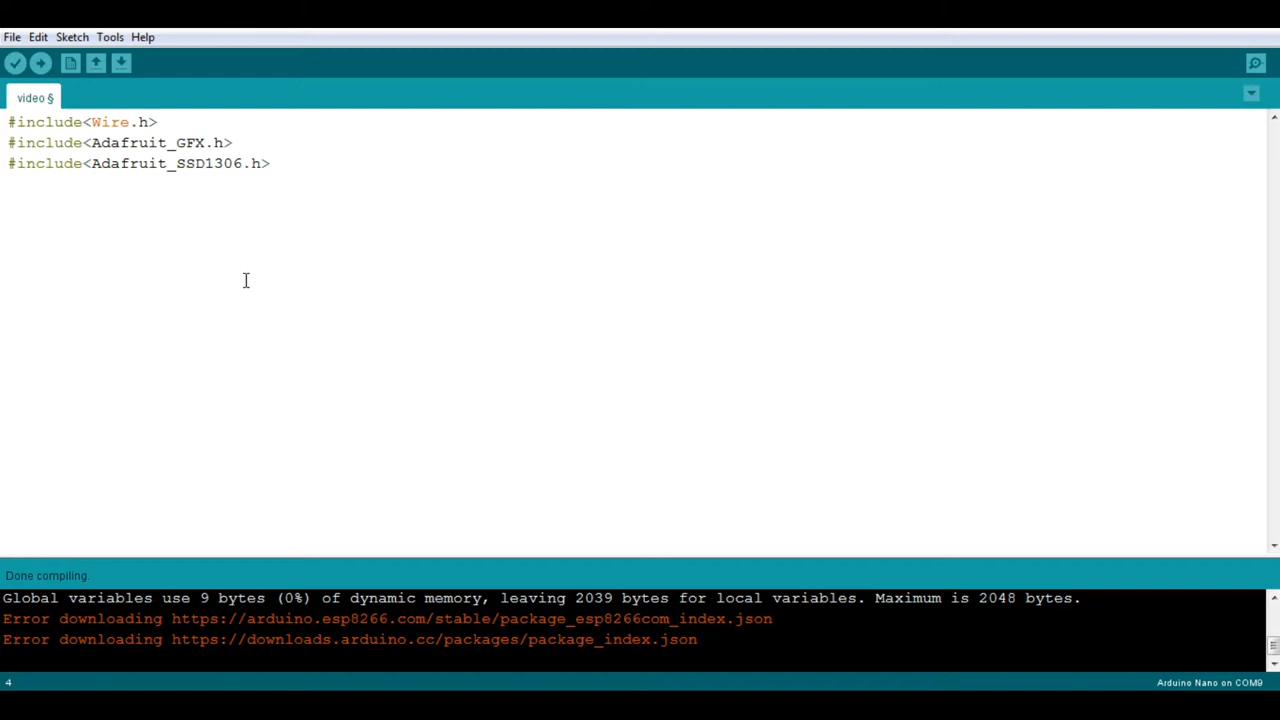 File Edit Sketch Tools Help
video §
#include<Wire.h>
#include<Adafruit_GFX.h>
#include<Adafruit_SSD1306.h>
Done compiling.
Global variables use 9 bytes (0%) of dynamic memory, leaving 2039 bytes for local variables. Maximum is 2048 bytes.
Error downloading https://arduino.esp8266.com/stable/package_esp8266com_index.json
Error downloading https://downloads.arduino.cc/packages/package_index.json
4 Arduino Nano on COM9